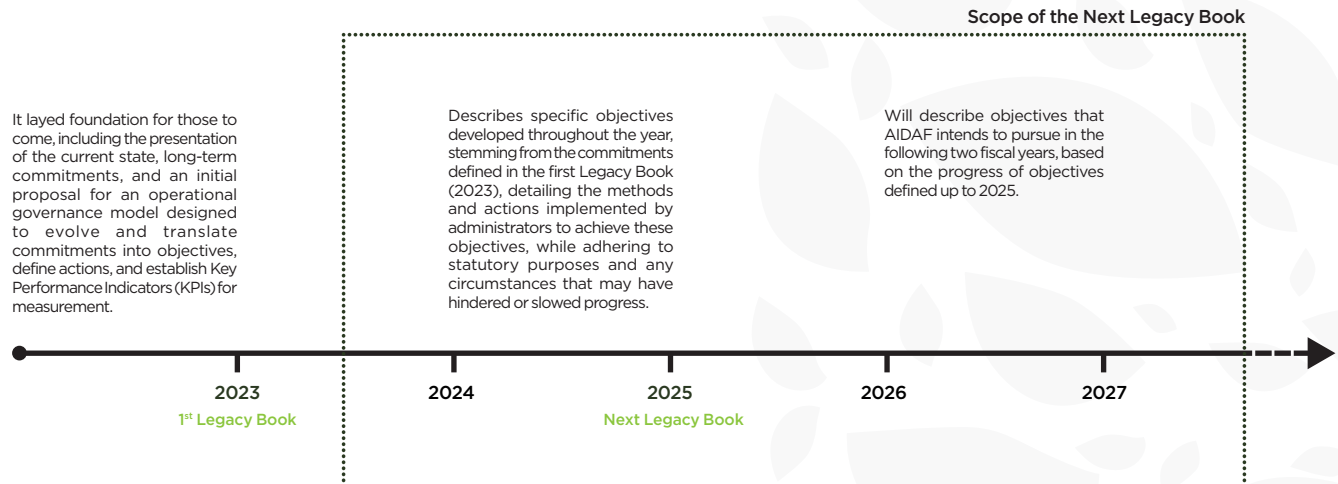 Scope of the Next Legacy Book
It layed foundation for those to
come, including the presentation
of the current state, long-term
commitments, and an initial
proposal for an operational
governance model designed
to evolve and translate
commitments into objectives,
define actions, and establish Key
Performance Indicators (KPIs) for
measurement.
Describes specific objectives
developed throughout the year,
stemming from the commitments
defined in the first Legacy Book
(2023), detailing the methods
and actions implemented by
administrators to achieve these
objectives, while adhering to
statutory purposes and any
circumstances that may have
hindered or slowed progress.
Will describe objectives that
AIDAF intends to pursue in the
following two fiscal years, based
on the progress of objectives
defined up to 2025.
2023
1st Legacy Book
2024
2025
Next Legacy Book
2026
2027